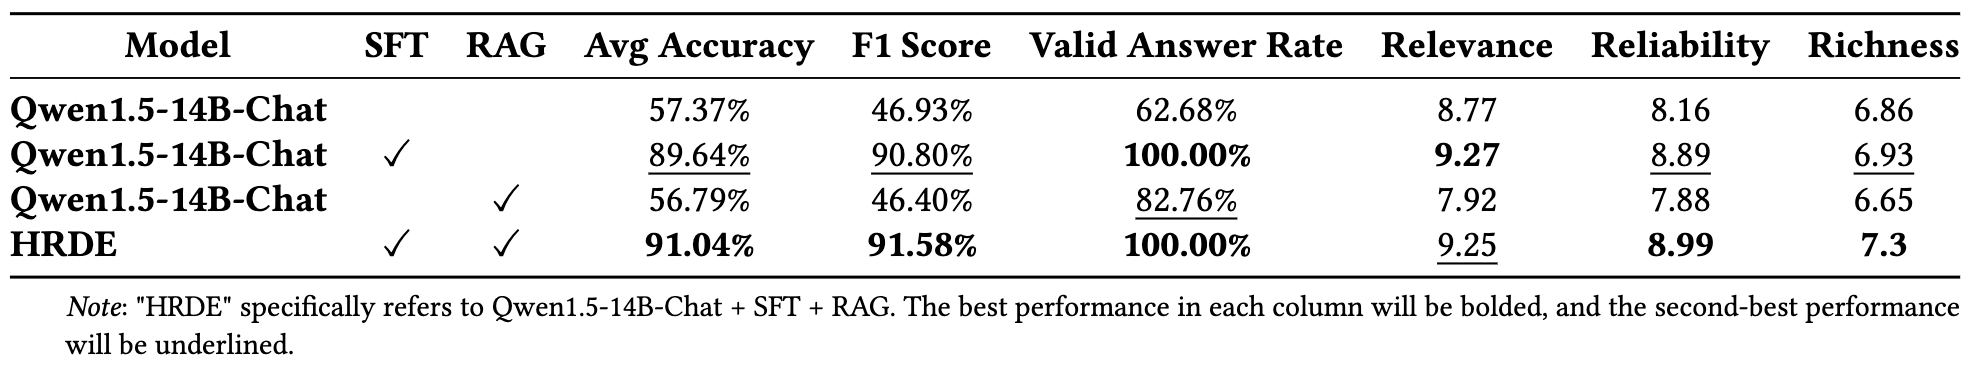 Model SFT RAG Avg Accuracy F1 Score Valid Answer Rate Relevance Reliability Richness
Qwen1.5-14B-Chat 57.37% 46.93% 62.68% 8.77 8.16 6.86
Qwen1.5-14B-Chat ✓ 89.64% 90.80% 100.00% 9.27 8.89 6.93
Qwen1.5-14B-Chat ✓ 56.79% 46.40% 82.76% 7.92 7.88 6.65
HRDE ✓ ✓ 91.04% 91.58% 100.00% 9.25 8.99 7.3
Note: "HRDE" specifically refers to Qwen1.5-14B-Chat + SFT + RAG. The best performance in each column will be bolded, and the second-best performance
will be underlined.